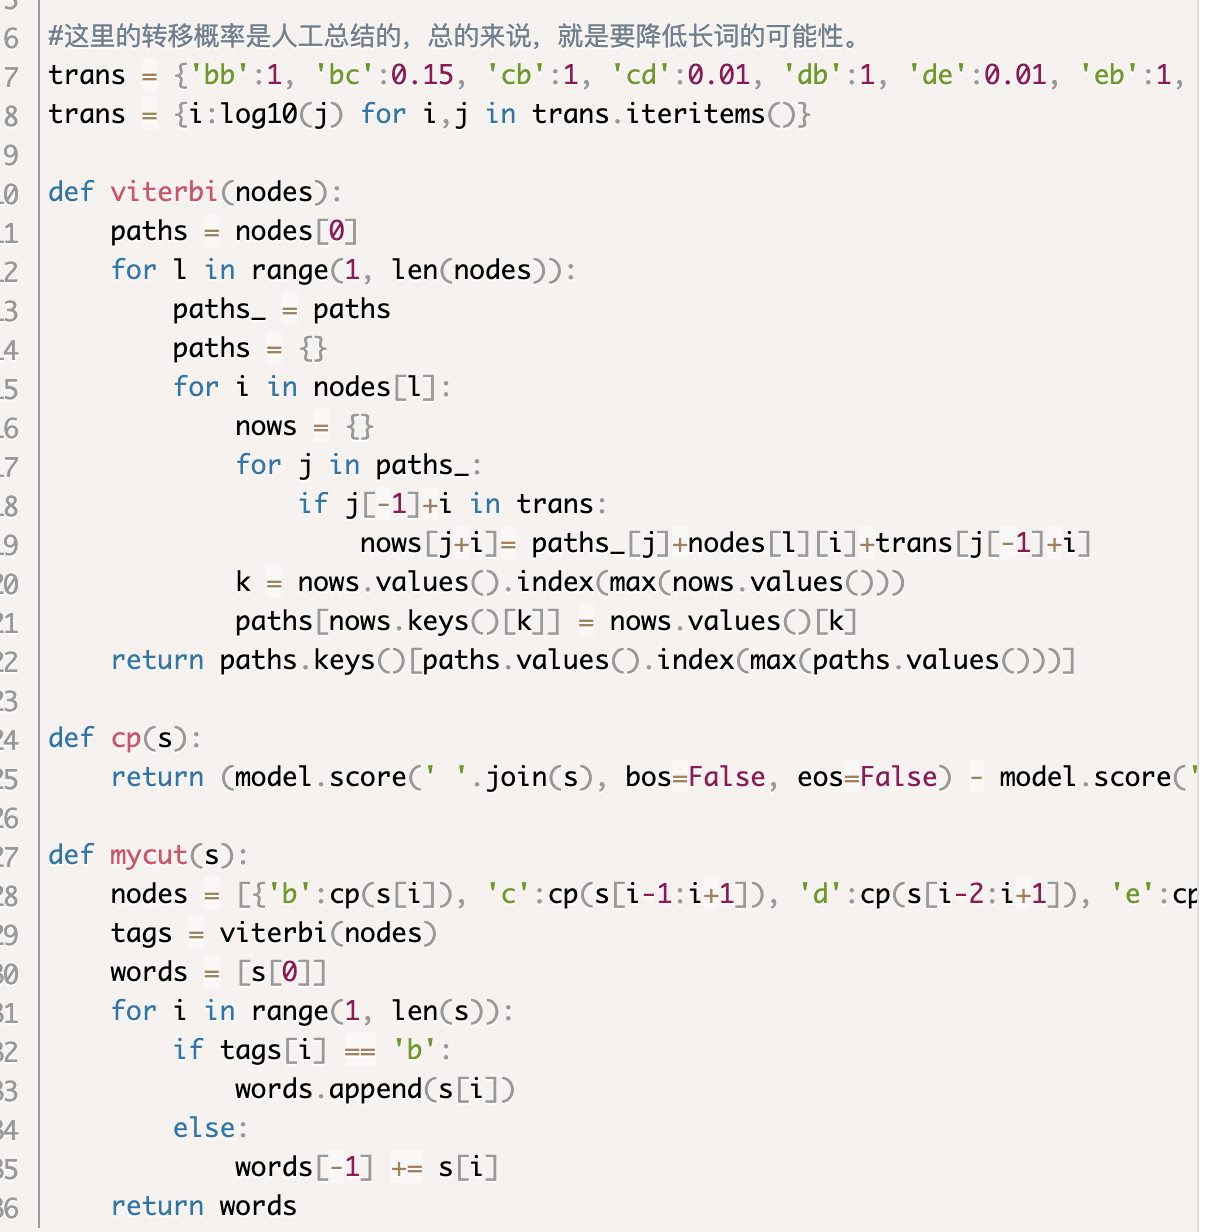 5
6 #这里的转移概率是人工总结的，总的来说，就是要降低长词的可能性。
7 trans = {'bb':1, 'bc':0.15, 'cb':1, 'cd':0.01, 'db':1, 'de':0.01, 'eb':1,
8 trans = {i:log10(j) for i,j in trans.iteritems()}
9
10 def viterbi(nodes):
11     paths = nodes[0]
12     for l in range(1, len(nodes)):
13         paths_ = paths
14         paths = {}
15         for i in nodes[l]:
16             nows = {}
17             for j in paths_:
18                 if j[-1]+i in trans:
19                     nows[j+i]= paths_[j]+nodes[l][i]+trans[j[-1]+i]
20             k = nows.values().index(max(nows.values()))
21             paths[nows.keys()[k]] = nows.values()[k]
22     return paths.keys()[paths.values().index(max(paths.values()))]
23
24 def cp(s):
25     return (model.score(' '.join(s), bos=False, eos=False) - model.score('
26
27 def mycut(s):
28     nodes = [{'b':cp(s[i]), 'c':cp(s[i-1:i+1]), 'd':cp(s[i-2:i+1]), 'e':cp
29     tags = viterbi(nodes)
30     words = [s[0]]
31     for i in range(1, len(s)):
32         if tags[i] == 'b':
33             words.append(s[i])
34         else:
35             words[-1] += s[i]
36     return words